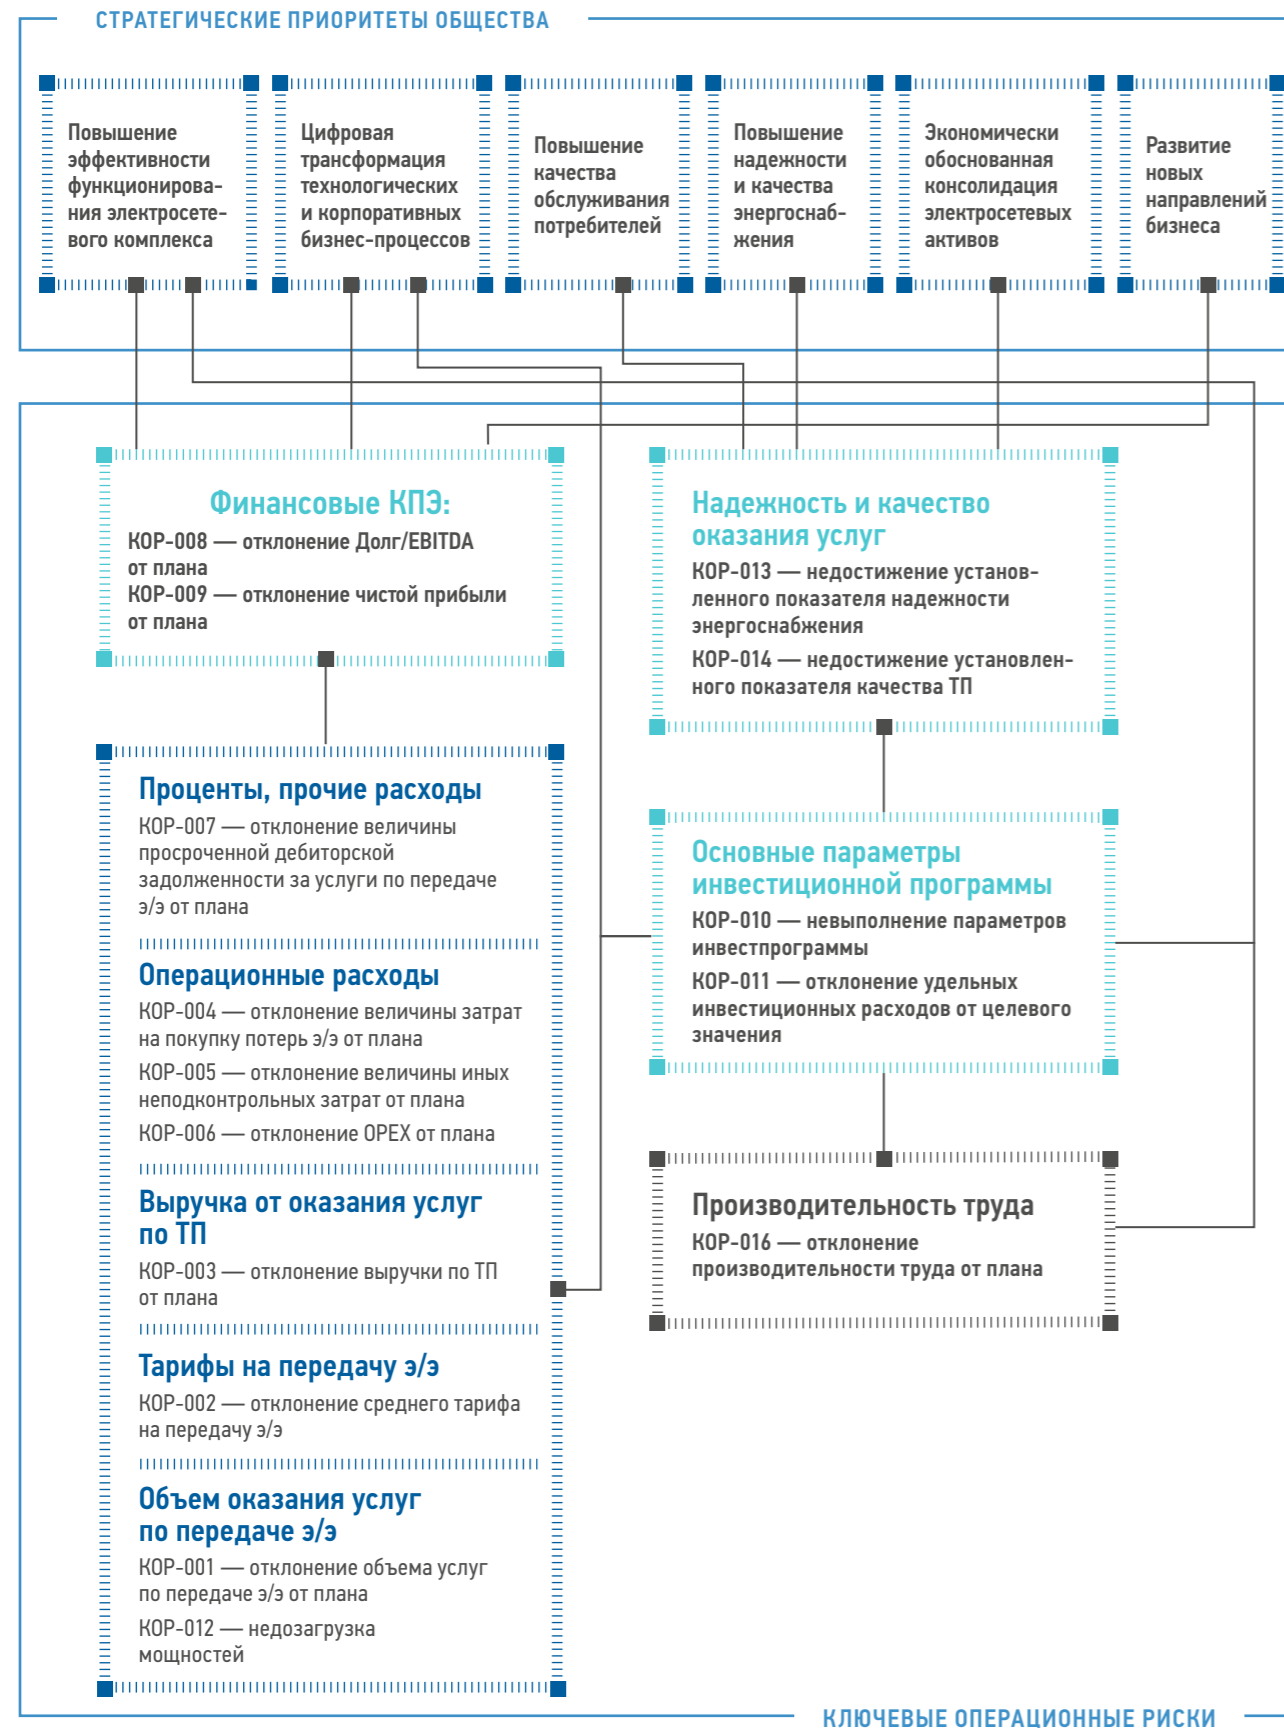 СТРАТЕГИЧЕСКИЕ ПРИОРИТЕТЫ ОБЩЕСТВА
Повышение
эффективности
функционирова-
ния электросете-
вого комплекса
Цифровая
трансформация
технологических
и корпоративных
бизнес-процессов
Повышение
качества
обслуживания
потребителей
Повышение
надежности
и качества
энергоснаб-
жения
Экономически
обоснованная
консолидация
электросетевых
активов
Развитие
новых
направлений
бизнеса
Финансовые КПЭ:
КОР-008 — отклонение Долг/EBITDA
от плана
КОР-009 — отклонение чистой прибыли
от плана
Проценты, прочие расходы
КОР-007 — отклонение величины
просроченной дебиторской
задолженности за услуги по передаче
э/э от плана
Операционные расходы
КОР-004 — отклонение величины затрат
на покупку потерь э/э от плана
КОР-005 — отклонение величины иных
неподконтрольных затрат от плана
КОР-006 — отклонение OPEX от плана
Выручка от оказания услуг
по ТП
КОР-003 — отклонение выручки по ТП
от плана
Тарифы на передачу э/э
КОР-002 — отклонение среднего тарифа
на передачу э/э
Объем оказания услуг
по передаче э/э
КОР-001 — отклонение объема услуг
по передаче э/э от плана
КОР-012 — недозагрузка
мощностей
Надежность и качество
оказания услуг
КОР-013 — недостижение установ-
ленного показателя надежности
энергоснабжения
КОР-014 — недостижение установлен-
ного показателя качества ТП
Основные параметры
инвестиционной программы
КОР-010 — невыполнение параметров
инвестпрограммы
КОР-011 — отклонение удельных
инвестиционных расходов от целевого
значения
Производительность труда
КОР-016 — отклонение
производительности труда от плана
КЛЮЧЕВЫЕ ОПЕРАЦИОННЫЕ РИСКИ